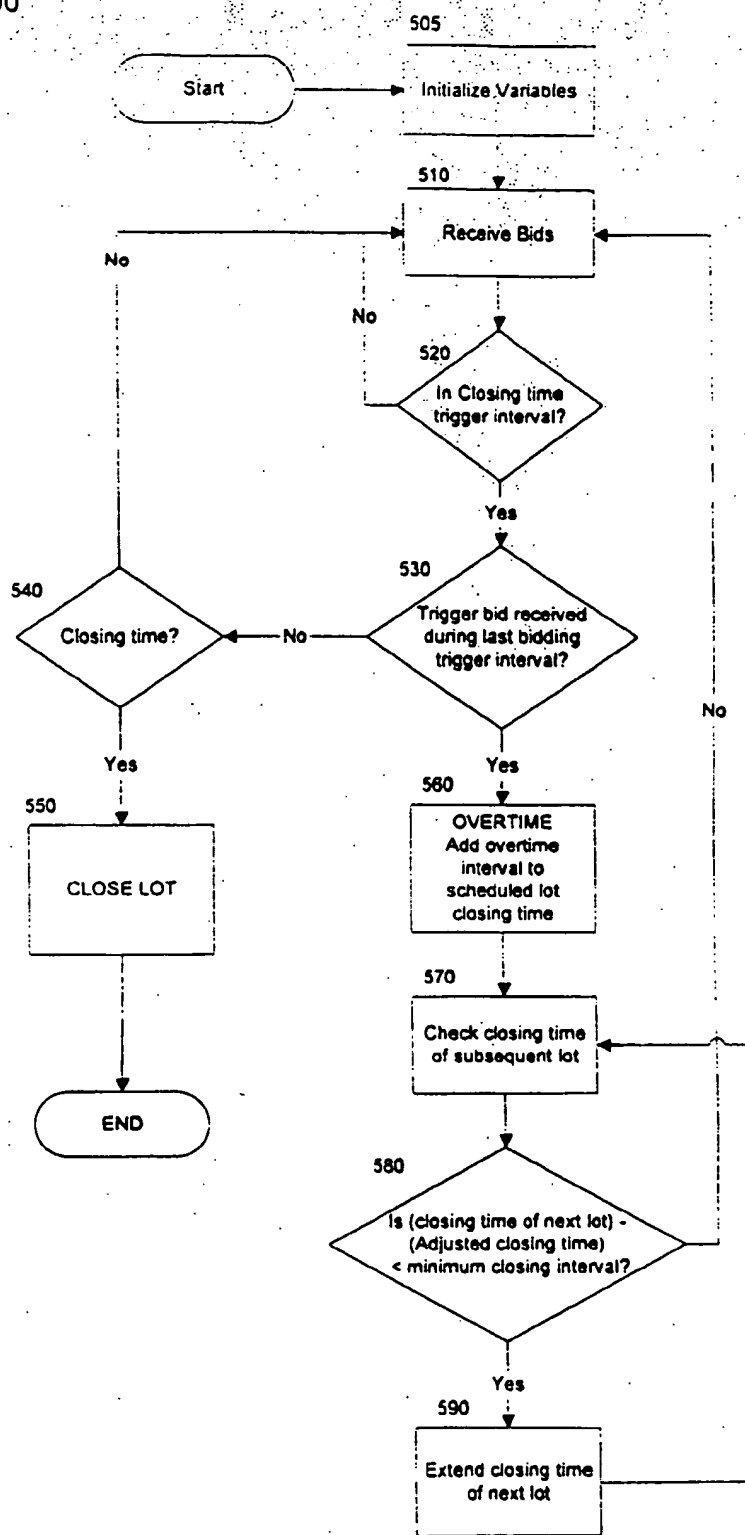 505
Start
Initialize Variables
510
Receive Bids
No
No
520
In Closing time
trigger interval?
Yes
530
540
Trigger bid received
during last bidding
trigger interval?
Closing time?
No
No
Yes
Yes
560
550
OVERTIME
Add overtime
interval to
scheduled lot
closing time
CLOSE LOT
570
Check closing time
of subsequent lot
END
580
Is (closing time of next lot) -
(Adjusted closing time)
< minimum closing interval?
Yes
590
Extend closing time
of next lot